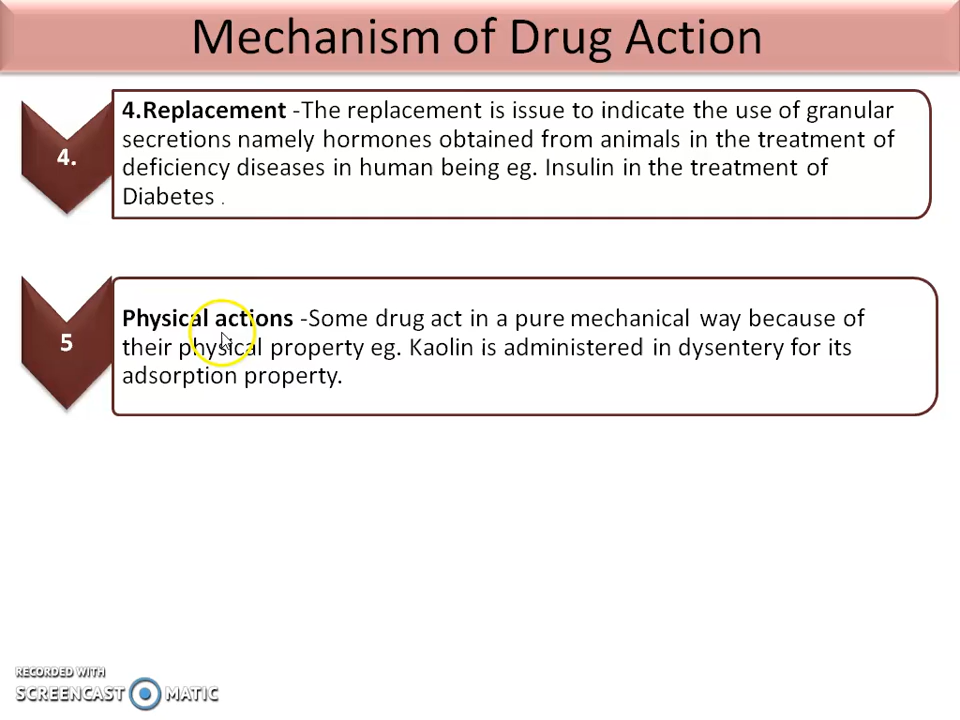 Mechanism of Drug Action
4.
4.Replacement -The replacement is issue to indicate the use of granular
secretions namely hormones obtained from animals in the treatment of
deficiency diseases in human being eg. Insulin in the treatment of
Diabetes .
5
Physical actions -Some drug act in a pure mechanical way because of
their physical property eg. Kaolin is administered in dysentery for its
adsorption property.
RECORDED WITH
SCREENCAST MATIC